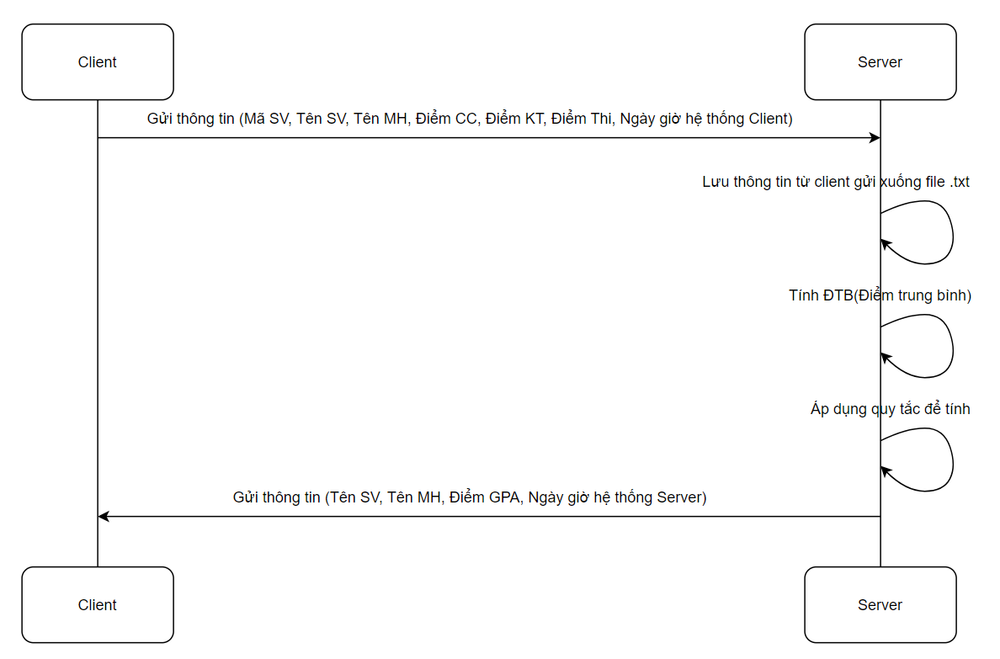 Client
Server
Gửi thông tin (Mã SV, Tên SV, Tên MH, Điểm CC, Điểm KT, Điểm Thi, Ngày giờ hệ thống Client)
Lưu thông tin từ client gửi xuống file .txt
Tính ĐTB(Điểm trung bình)
Áp dụng quy tắc để tính
Gửi thông tin (Tên SV, Tên MH, Điểm GPA, Ngày giờ hệ thống Server)
Client
Server